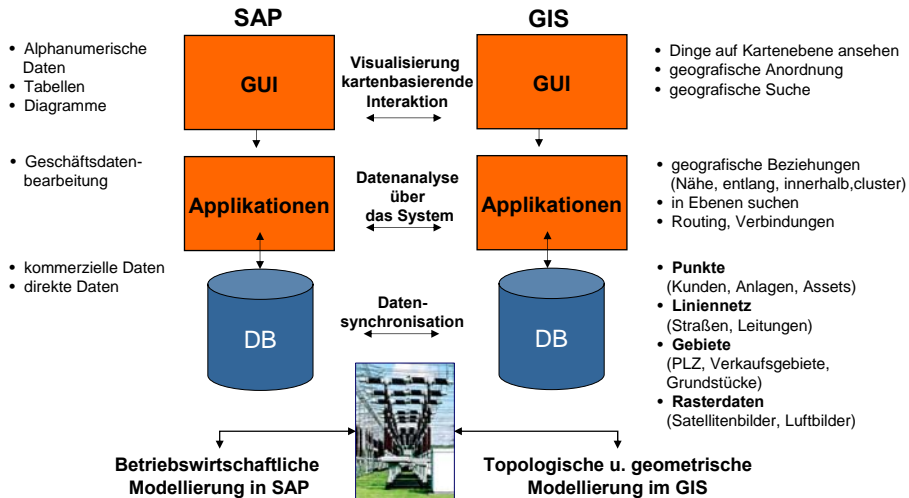 SAP
GIS
• Alphanumerische
Daten
• Tabellen
• Diagramme
GUI
Visualisierung
kartenbasierende
Interaktion
GUI
• Dinge auf Kartenebene ansehen
• geografische Anordnung
• geografische Suche
• Geschäftsdaten-
bearbeitung
Applikationen
Datenanalyse
über
das System
Applikationen
• geografische Beziehungen
(Nähe, entlang, innerhalb,cluster)
• in Ebenen suchen
• Routing, Verbindungen
• kommerzielle Daten
• direkte Daten
DB
Daten-
synchronisation
DB
• Punkte
(Kunden, Anlagen, Assets)
• Liniennetz
(Straßen, Leitungen)
• Gebiete
(PLZ, Verkaufsgebiete,
Grundstücke)
• Rasterdaten
(Satellitenbilder, Luftbilder)
Betriebswirtschaftliche
Modellierung in SAP
Topologische u. geometrische
Modellierung im GIS